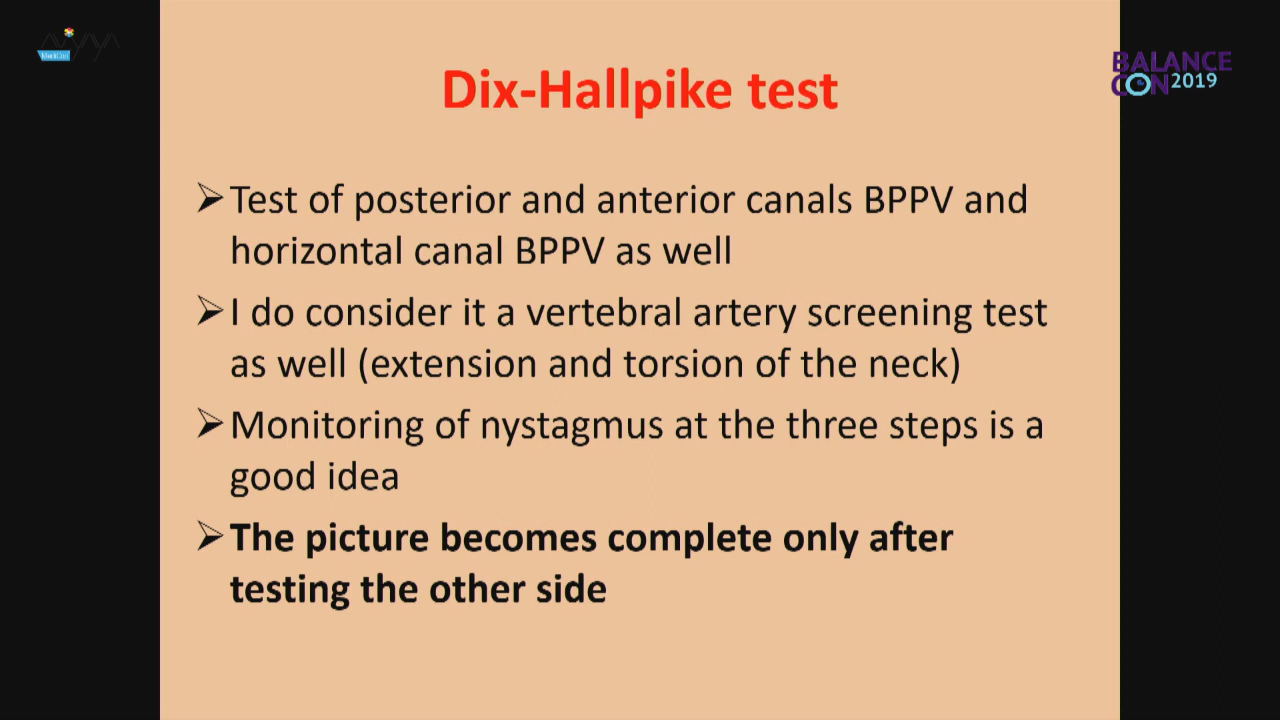 BALANCE
CON 2019
Dix-Hallpike test
➢Test of posterior and anterior canals BPPV and
horizontal canal BPPV as well
➢I do consider it a vertebral artery screening test
as well (extension and torsion of the neck)
➢Monitoring of nystagmus at the three steps is a
good idea
➢The picture becomes complete only after
testing the other side